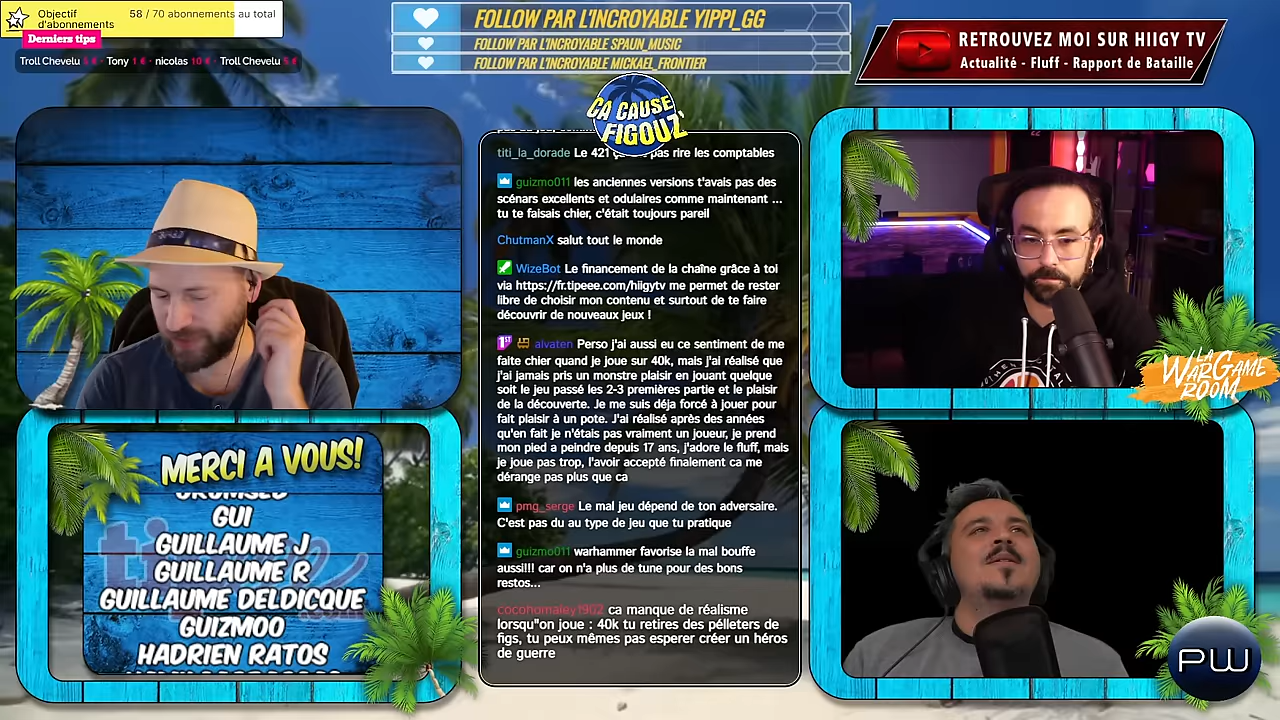 Objectif d'abonnements
58 / 70 abonnements au total
Derniers tips
Troll Chevelu 5 € · Tony 1 € · nicolas 10 € · Troll Chevelu 5 €
FOLLOW PAR L'INCROYABLE YIPPI_GG
FOLLOW PAR L'INCROYABLE SPAUN_MUSIC
FOLLOW PAR L'INCROYABLE MICKAEL_FRONTIER
RETROUVEZ MOI SUR HIIGY TV
Actualité - Fluff - Rapport de Bataille
ÇA CAUSE
FIGOUZ'
titi_la_dorade Le 421 pas rire les comptables
guizmo011 les anciennes versions t'avais pas des
scénars excellents et odulaires comme maintenant ...
tu te faisais chier, c'était toujours pareil
ChutmanX salut tout le monde
WizeBot Le financement de la chaîne grâce à toi
via https://fr.tipeee.com/hiigytv me permet de rester
libre de choisir mon contenu et surtout de te faire
découvrir de nouveaux jeux !
1ST alvaten Perso j'ai aussi eu ce sentiment de me
faite chier quand je joue sur 40k, mais j'ai réalisé que
j'ai jamais pris un monstre plaisir en jouant quelque
soit le jeu passé les 2-3 premières partie et le plaisir
de la découverte. Je me suis déja forcé à jouer pour
fait plaisir à un pote. J'ai réalisé après des années
qu'en fait je n'étais pas vraiment un joueur, je prend
mon pied a peindre depuis 17 ans, j'adore le fluff, mais
je joue pas trop, l'avoir accepté finalement ca me
dérange pas plus que ca
pmg_serge Le mal jeu dépend de ton adversaire.
C'est pas du au type de jeu que tu pratique
guizmo011 warhammer favorise la mal bouffe
aussi!!! car on n'a plus de tune pour des bons
restos...
cocohomaley1902 ca manque de réalisme
lorsqu"on joue : 40k tu retires des pélleters de
figs, tu peux mêmes pas esperer créer un héros
de guerre
MERCI A VOUS!
GUI
GUILLAUME J
GUILLAUME R
GUILLAUME DELDICQUE
GUIZMOO
HADRIEN RATOS
LA
WARGAME
ROOM
PW